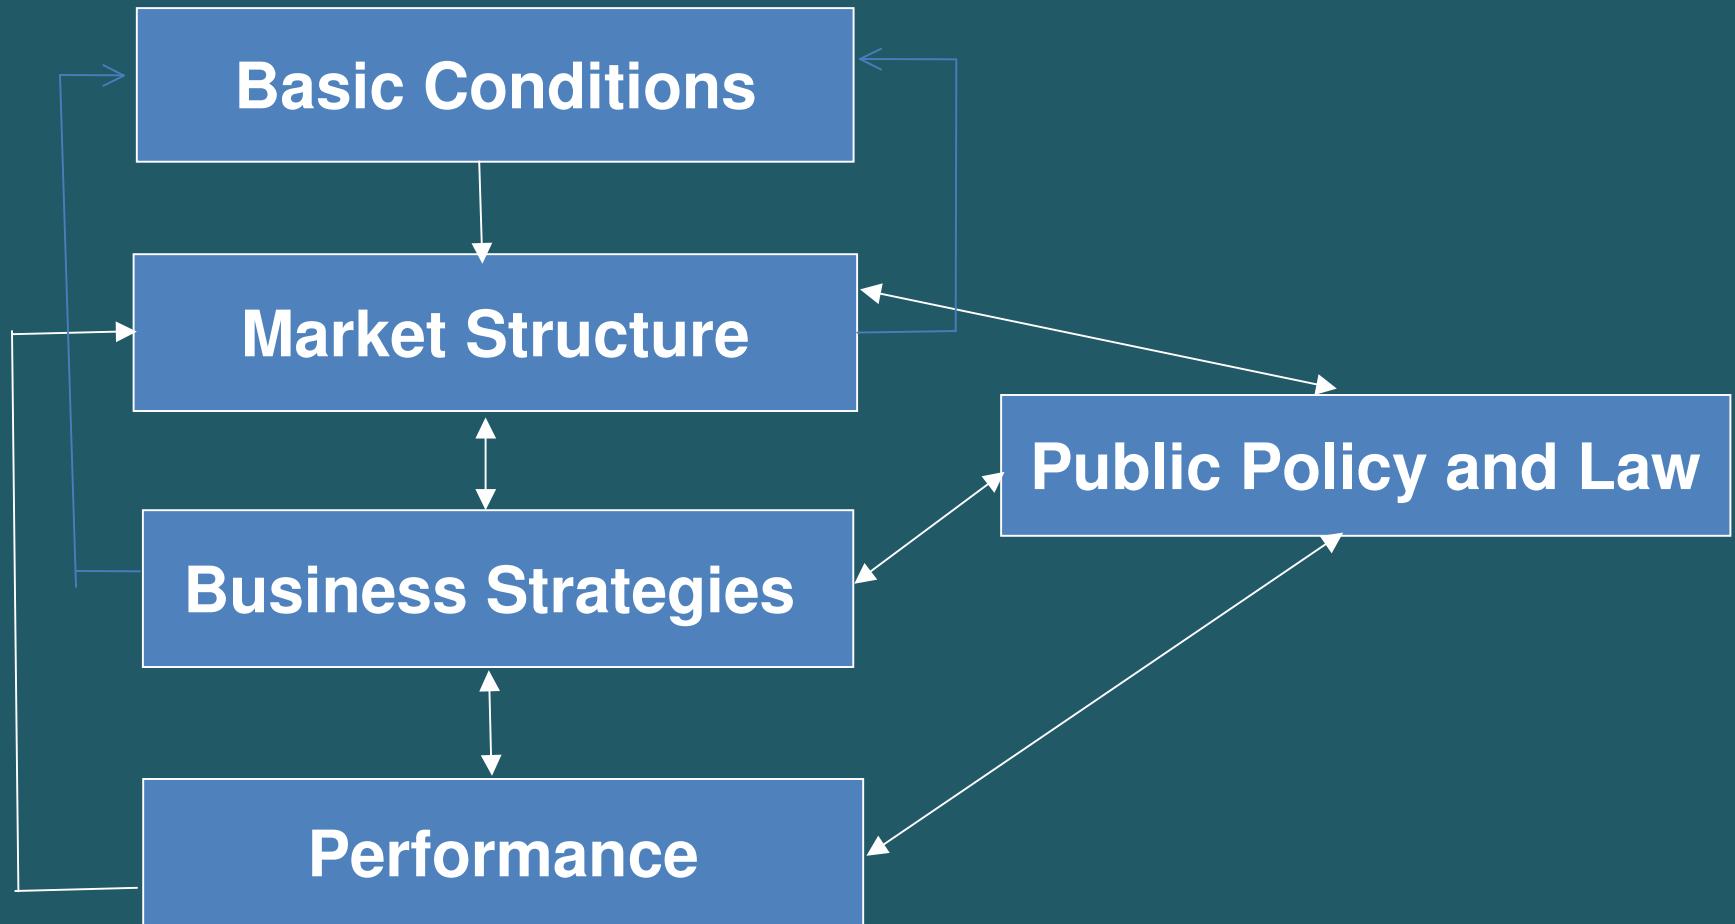 Basic Conditions
Market Structure
Public Policy and Law
Business Strategies
Performance